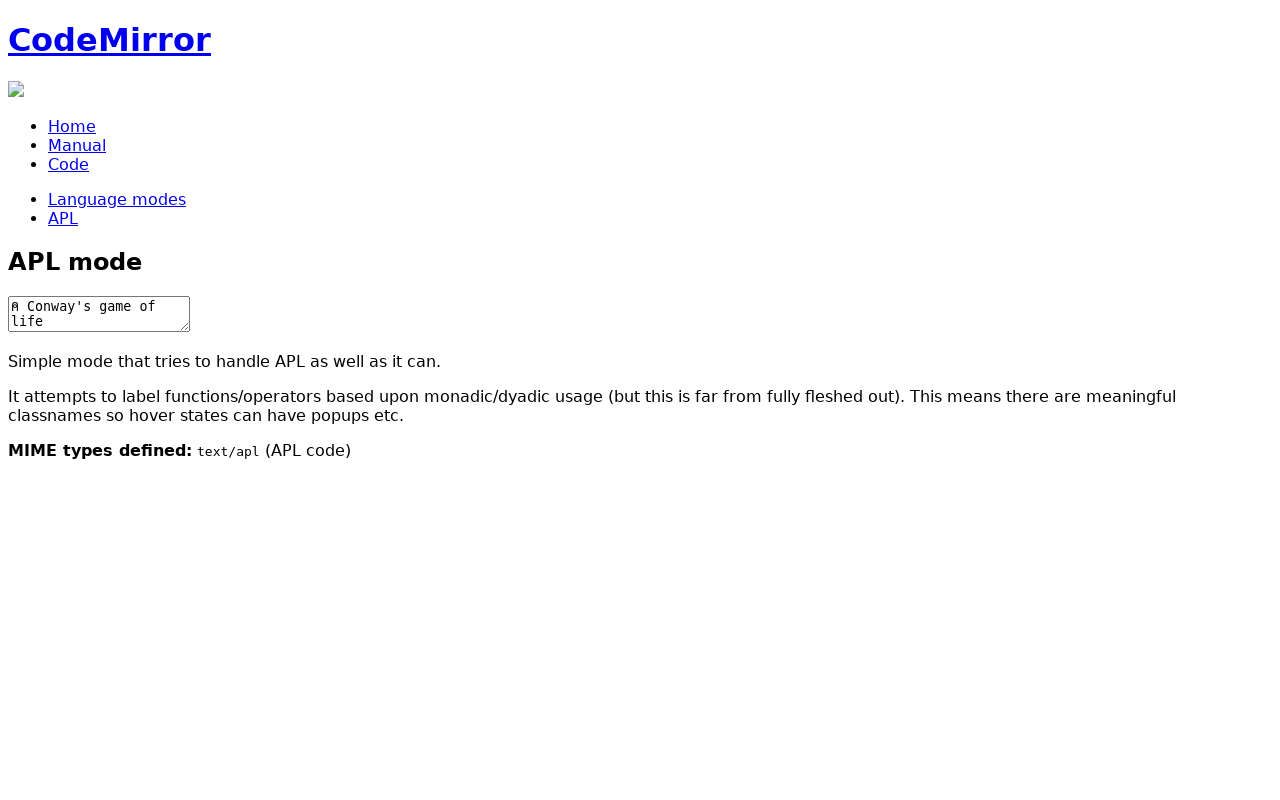 CodeMirror
Home
Manual
Code
Language modes
APL
APL mode
⍝ Conway's game of
life
Simple mode that tries to handle APL as well as it can.
It attempts to label functions/operators based upon monadic/dyadic usage (but this is far from fully fleshed out). This means there are meaningful
classnames so hover states can have popups etc.
MIME types defined: text/apl (APL code)